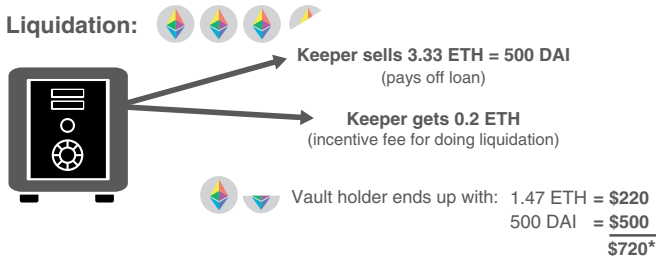 Liquidation:
Keeper sells 3.33 ETH = 500 DAI
(pays off loan)
Keeper gets 0.2 ETH
(incentive fee for doing liquidation)
Vault holder ends up with: 1.47 ETH = $220
500 DAI = $500
$720*